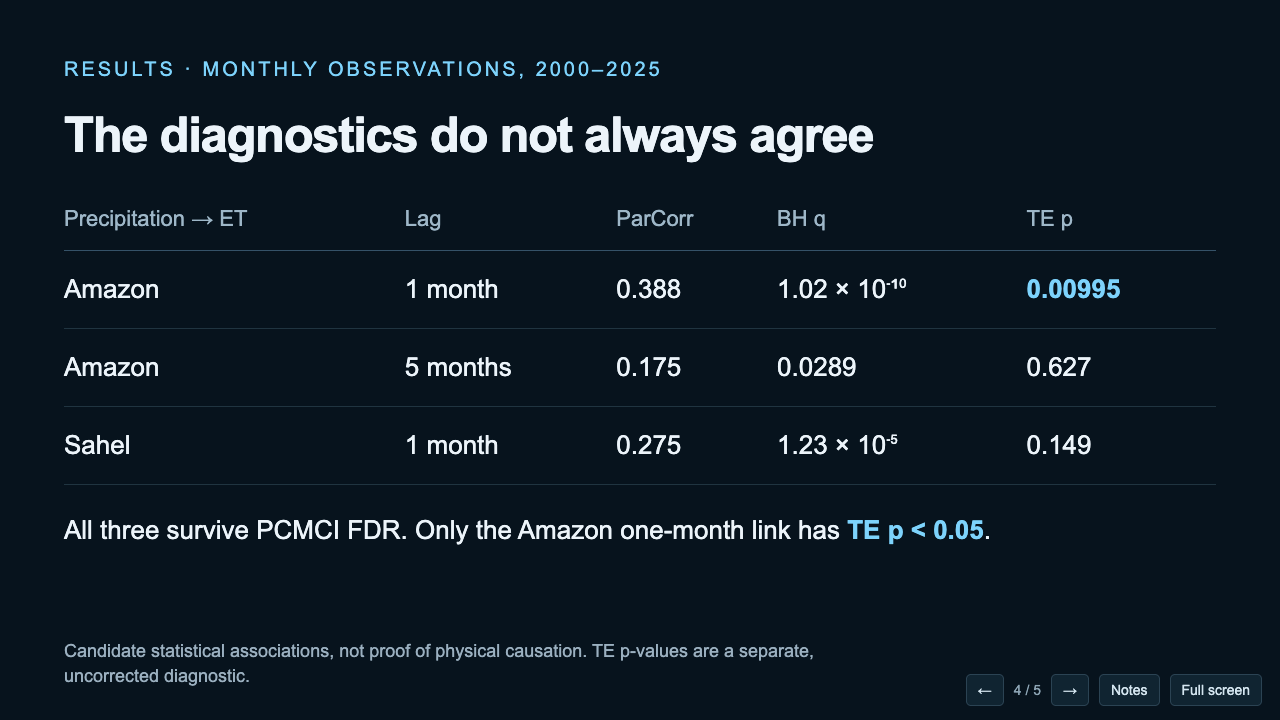 RESULTS · MONTHLY OBSERVATIONS, 2000–2025
The diagnostics do not always agree
Precipitation → ET Lag ParCorr BH q TE p
Amazon 1 month 0.388 1.02 × 10⁻¹⁰ 0.00995
Amazon 5 months 0.175 0.0289 0.627
Sahel 1 month 0.275 1.23 × 10⁻⁵ 0.149
All three survive PCMCI FDR. Only the Amazon one-month link has TE p < 0.05.
Candidate statistical associations, not proof of physical causation. TE p-values are a separate,
uncorrected diagnostic.
← 4 / 5 → Notes Full screen